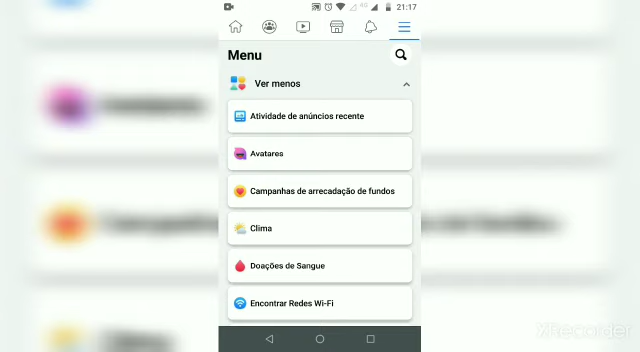 4G 21:17
Menu
Ver menos
Atividade de anúncios recente
Avatares
Campanhas de arrecadação de fundos
Clima
Doações de Sangue
Encontrar Redes Wi-Fi
XRecorder